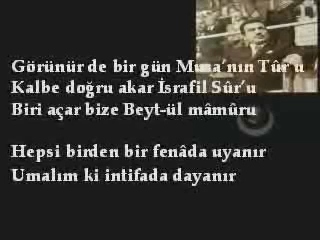 Görünür de bir gün Musa'nın Tûr'u
Kalbe doğru akar İsrafil Sûr'u
Biri açar bize Beyt-ül mâmûru
Hepsi birden bir fenâda uyanır
Umalım ki intifada dayanır